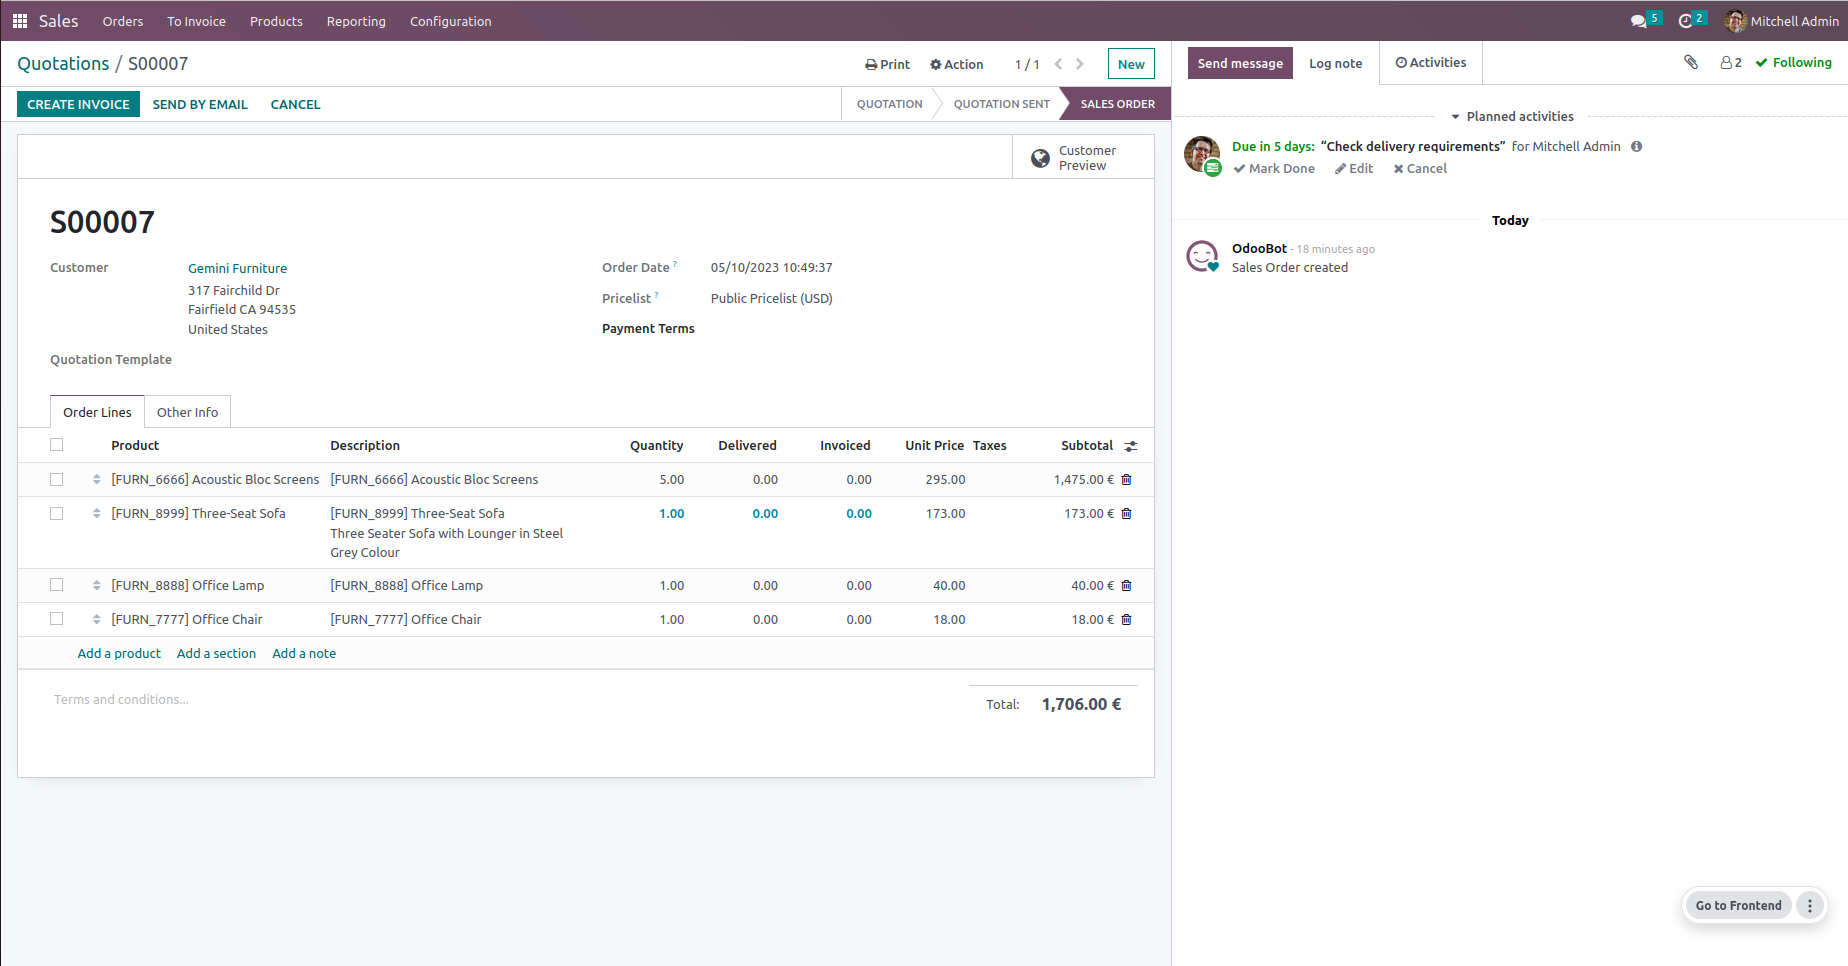 Sales Orders To Invoice Products Reporting Configuration 5 2 Mitchell Admin
Quotations / S00007 Print Action 1 / 1 New
CREATE INVOICE SEND BY EMAIL CANCEL QUOTATION QUOTATION SENT SALES ORDER
Customer
Preview
S00007
Customer Gemini Furniture
317 Fairchild Dr
Fairfield CA 94535
United States
Quotation Template
Order Date ? 05/10/2023 10:49:37
Pricelist ? Public Pricelist (USD)
Payment Terms
Order Lines Other Info
Product Description Quantity Delivered Invoiced Unit Price Taxes Subtotal
[FURN_6666] Acoustic Bloc Screens [FURN_6666] Acoustic Bloc Screens 5.00 0.00 0.00 295.00 1,475.00 €
[FURN_8999] Three-Seat Sofa [FURN_8999] Three-Seat Sofa 1.00 0.00 0.00 173.00 173.00 €
Three Seater Sofa with Lounger in Steel
Grey Colour
[FURN_8888] Office Lamp [FURN_8888] Office Lamp 1.00 0.00 0.00 40.00 40.00 €
[FURN_7777] Office Chair [FURN_7777] Office Chair 1.00 0.00 0.00 18.00 18.00 €
Add a product Add a section Add a note
Terms and conditions...
Total: 1,706.00 €
Send message Log note Activities 2 Following
Planned activities
Due in 5 days: “Check delivery requirements” for Mitchell Admin
Mark Done Edit Cancel
Today
OdooBot - 18 minutes ago
Sales Order created
Go to Frontend